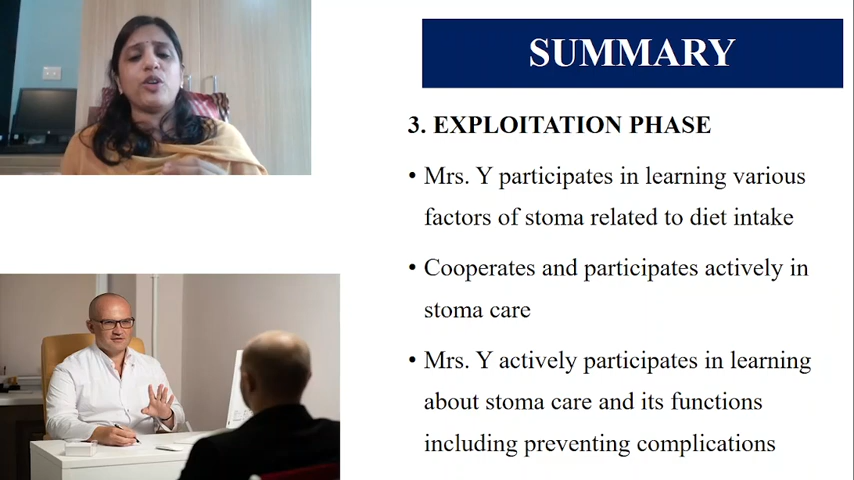 SUMMARY
3. EXPLOITATION PHASE
• Mrs. Y participates in learning various
factors of stoma related to diet intake
• Cooperates and participates actively in
stoma care
• Mrs. Y actively participates in learning
about stoma care and its functions
including preventing complications